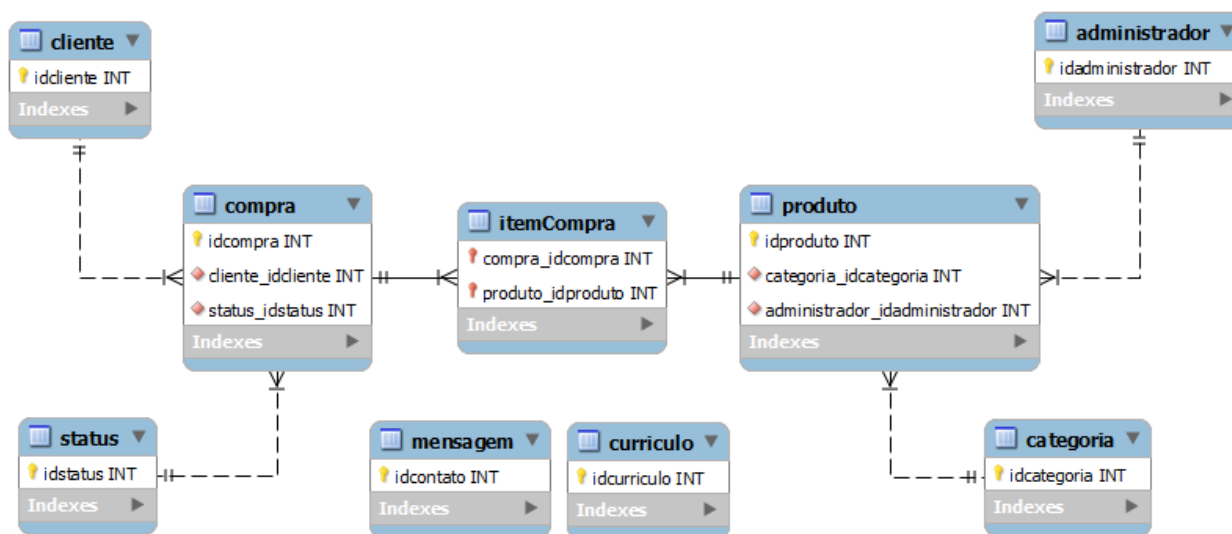 cliente
idcliente INT
Indexes
administrador
idadministrador INT
Indexes
compra
idcompra INT
cliente_idcliente INT
status_idstatus INT
Indexes
itemCompra
compra_idcompra INT
produto_idproduto INT
Indexes
produto
idproduto INT
categoria_idcategoria INT
administrador_idadministrador INT
Indexes
status
idstatus INT
Indexes
mensagem
idcontato INT
Indexes
curriculo
idcurriculo INT
Indexes
categoria
idcategoria INT
Indexes